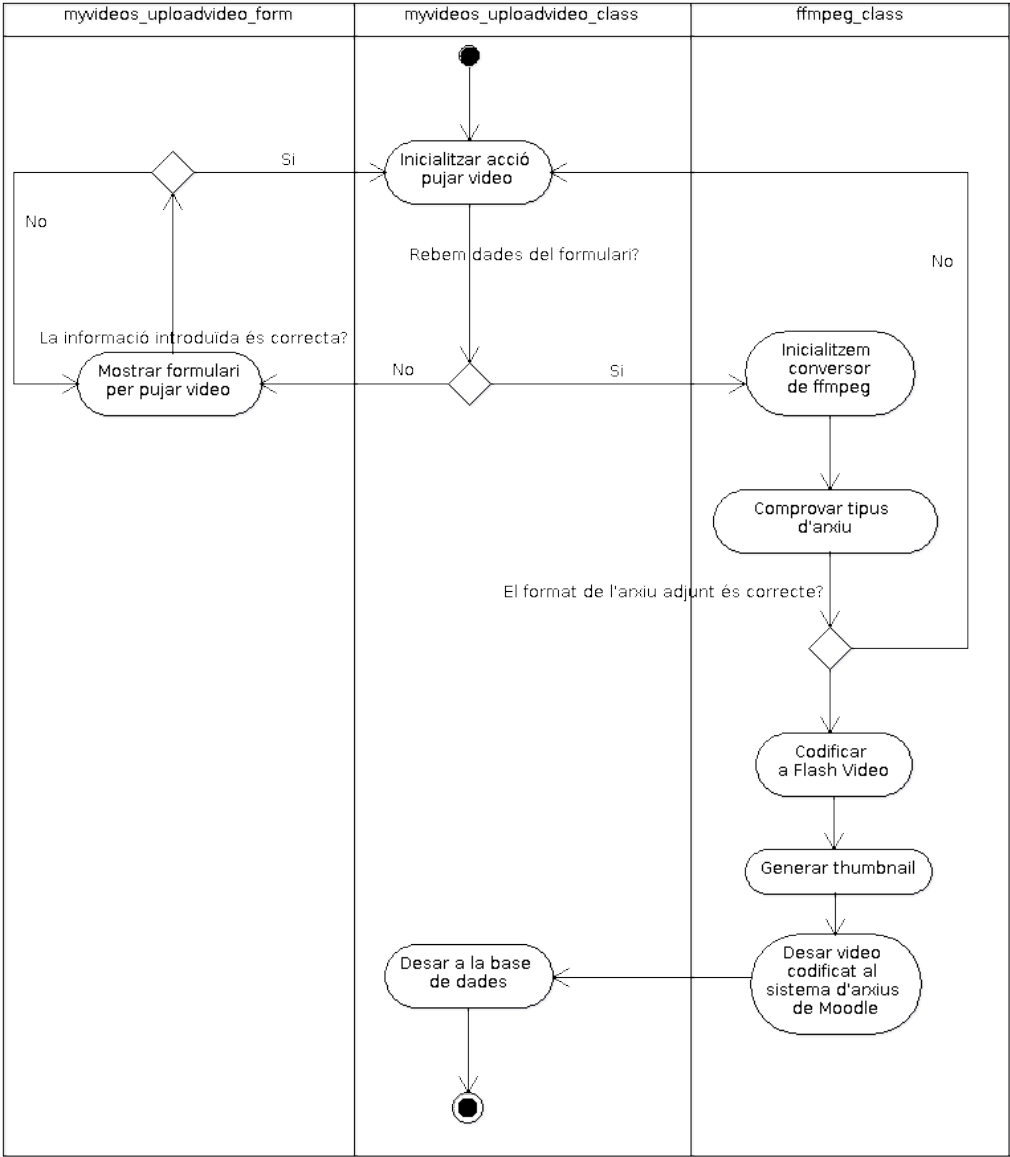 myvideos_uploadvideo_form
myvideos_uploadvideo_class
ffmpeg_class
Si
Inicialitzar acció
pujar video
No
Rebem dades del formulari?
No
La informació introduïda és correcta?
Mostrar formulari
per pujar video
No
Si
Inicialitzem
conversor
de ffmpeg
Comprovar tipus
d'arxiu
El format de l'arxiu adjunt és correcte?
Codificar
a Flash Video
Generar thumbnail
Desar a la base
de dades
Desar video
codificat al
sistema d'arxius
de Moodle